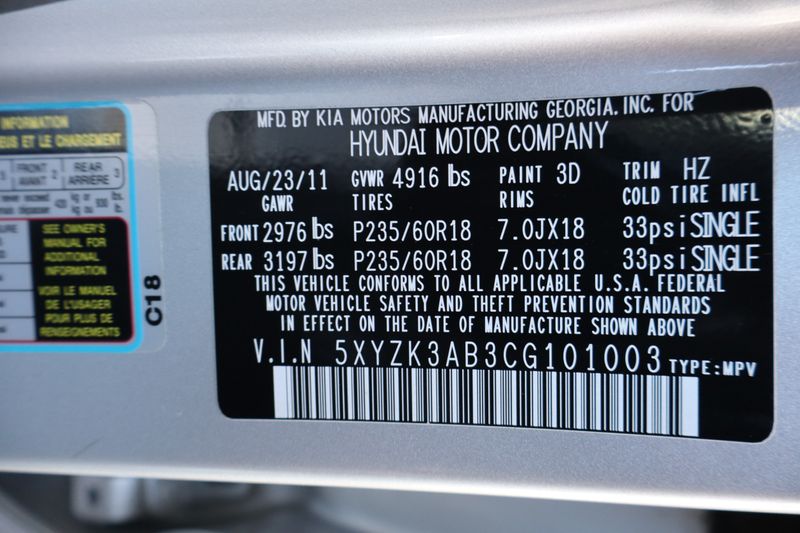 INFORMATION
ET LE CHARGEMENT
FRONT AVANT 2 REAR ARRIÈRE 3
SEE OWNER'S
MANUAL FOR
ADDITIONAL
INFORMATION
VOIR LE MANUEL
DE L'USAGER
POUR PLUS DE
RENSEIGNEMENTS
C18
MFD. BY KIA MOTORS MANUFACTURING GEORGIA, INC. FOR
HYUNDAI MOTOR COMPANY
AUG/23/11 GVWR 4916 lbs PAINT 3D TRIM HZ
GAWR TIRES RIMS COLD TIRE INFL
FRONT 2976 lbs P235/60R18 7.0JX18 33psi SINGLE
REAR 3197 lbs P235/60R18 7.0JX18 33psi SINGLE
THIS VEHICLE CONFORMS TO ALL APPLICABLE U.S.A. FEDERAL
MOTOR VEHICLE SAFETY AND THEFT PREVENTION STANDARDS
IN EFFECT ON THE DATE OF MANUFACTURE SHOWN ABOVE
V.I.N 5XYZK3AB3CG101003 TYPE:MPV